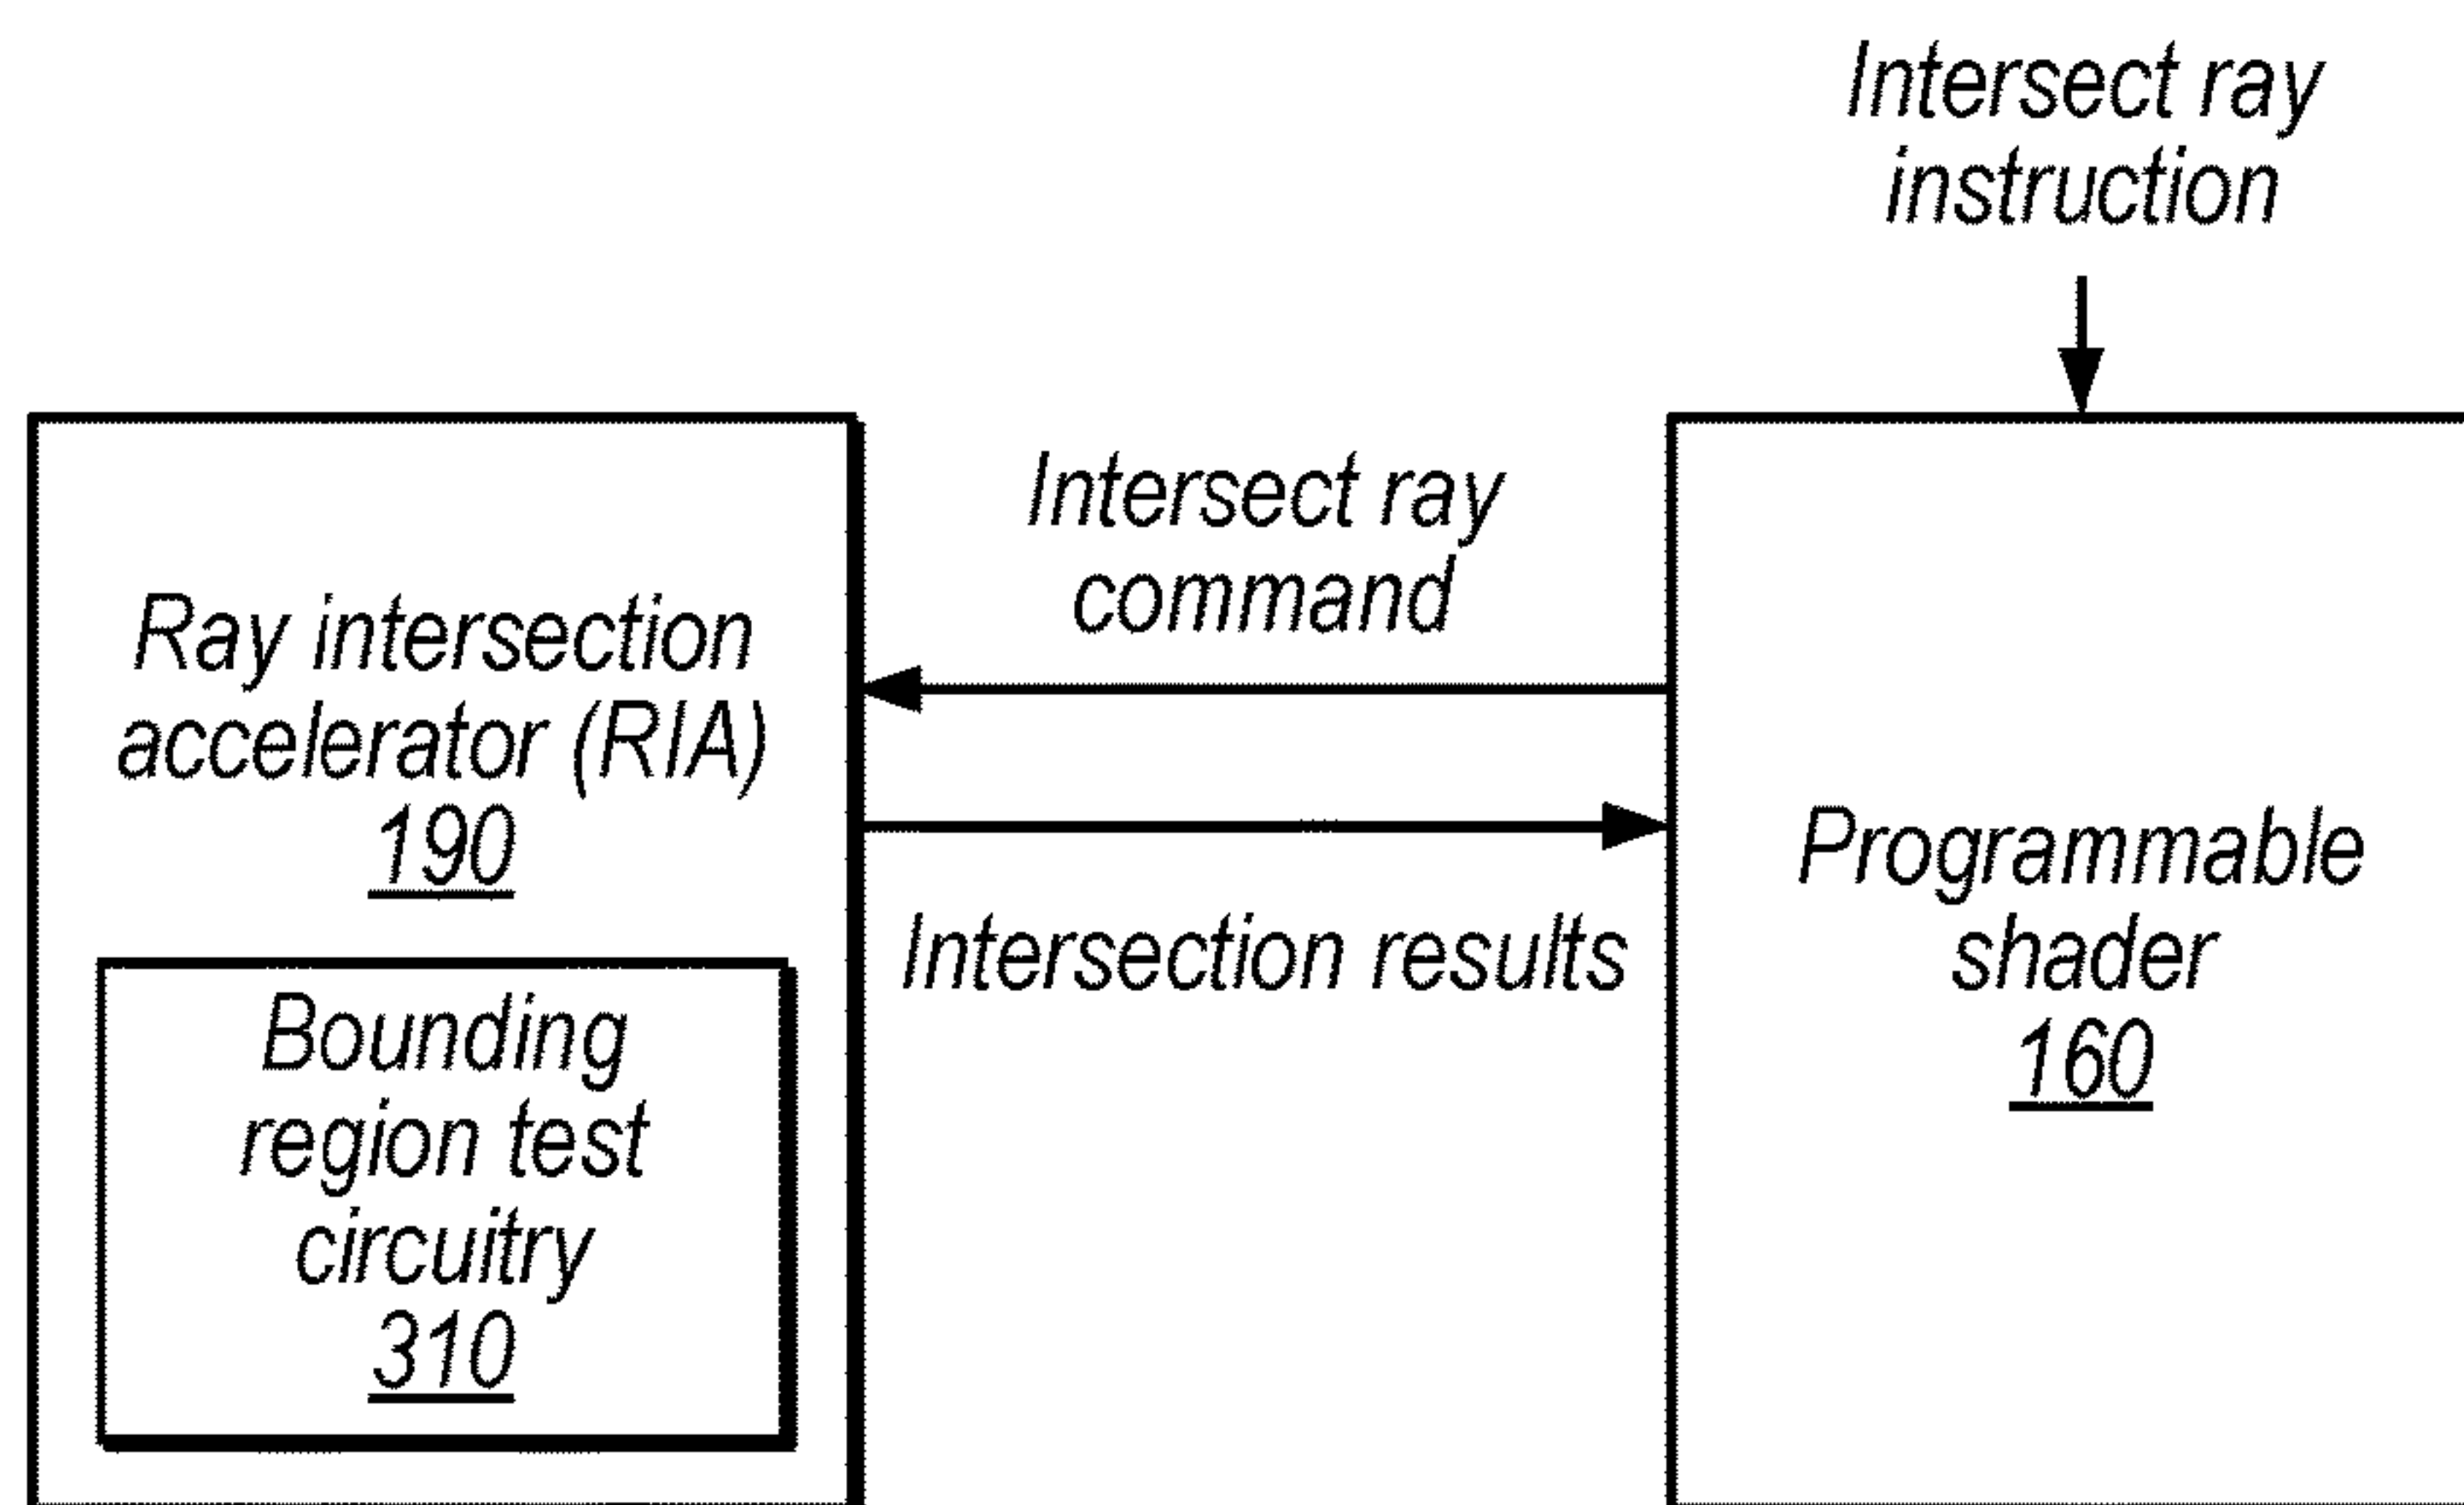 Intersect ray
instruction
Intersect ray
command
Ray intersection
accelerator (RIA)
190
Intersection results
Programmable
shader
160
Bounding
region test
circuitry
310